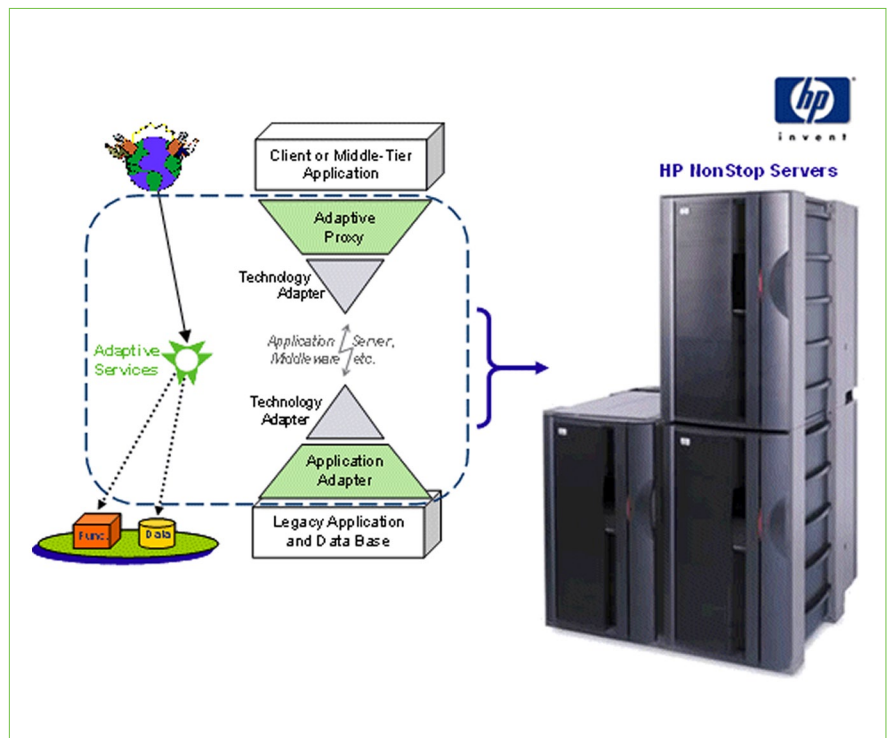 hp
invent
HP NonStop Servers
Client or Middle-Tier
Application
Adaptive
Proxy
Technology
Adapter
Application Server,
Middleware etc.
Adaptive
Services
Technology
Adapter
Application
Adapter
Func.
Data
Legacy Application
and Data Base